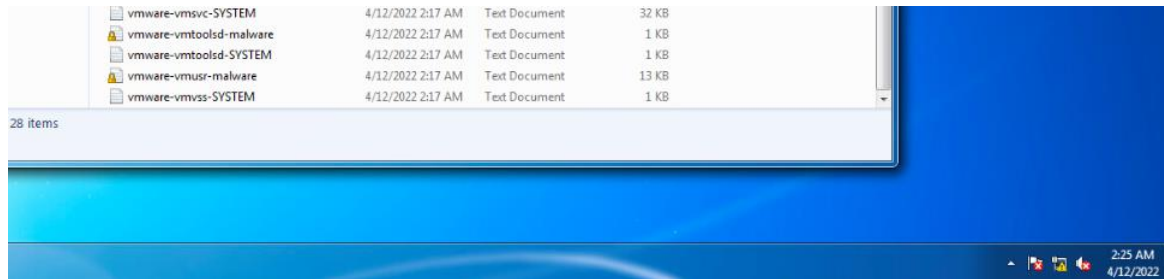 vmware-vmsvc-SYSTEM 4/12/2022 2:17 AM Text Document 32 KB
vmware-vmtoolsd-malware 4/12/2022 2:17 AM Text Document 1 KB
vmware-vmtoolsd-SYSTEM 4/12/2022 2:17 AM Text Document 1 KB
vmware-vmusr-malware 4/12/2022 2:17 AM Text Document 13 KB
vmware-vmvss-SYSTEM 4/12/2022 2:17 AM Text Document 1 KB
28 items
2:25 AM
4/12/2022